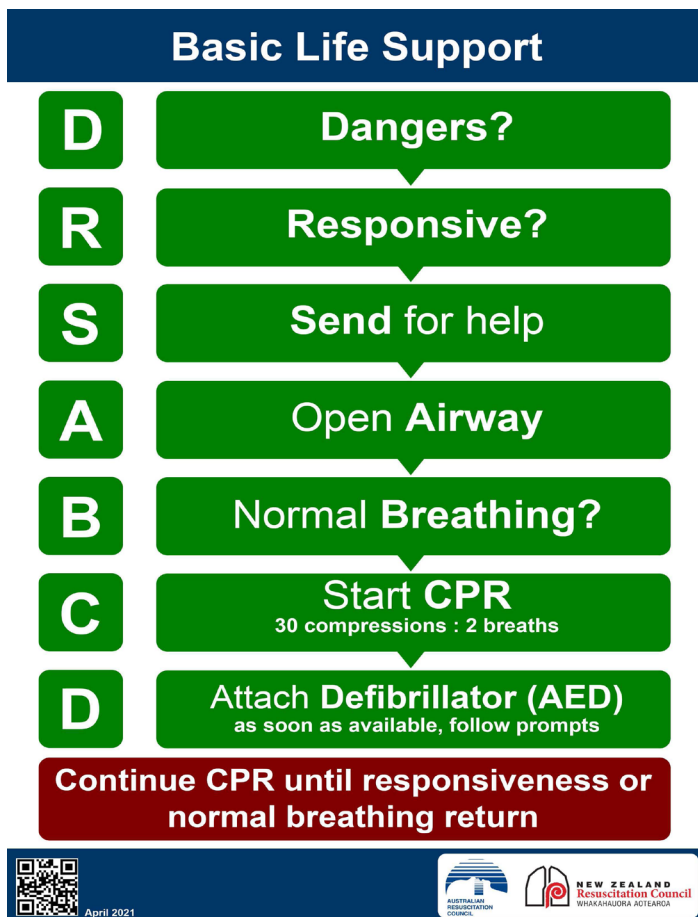 Basic Life Support
D
Dangers?
R
Responsive?
S
Send for help
A
Open Airway
B
Normal Breathing?
C
Start CPR
30 compressions : 2 breaths
D
Attach Defibrillator (AED)
as soon as available, follow prompts
Continue CPR until responsiveness or
normal breathing return
April 2021
AUSTRALIAN
RESUSCITATION
COUNCIL
NEW ZEALAND
Resuscitation Council
WHAKAHAUORA AOTEAROA